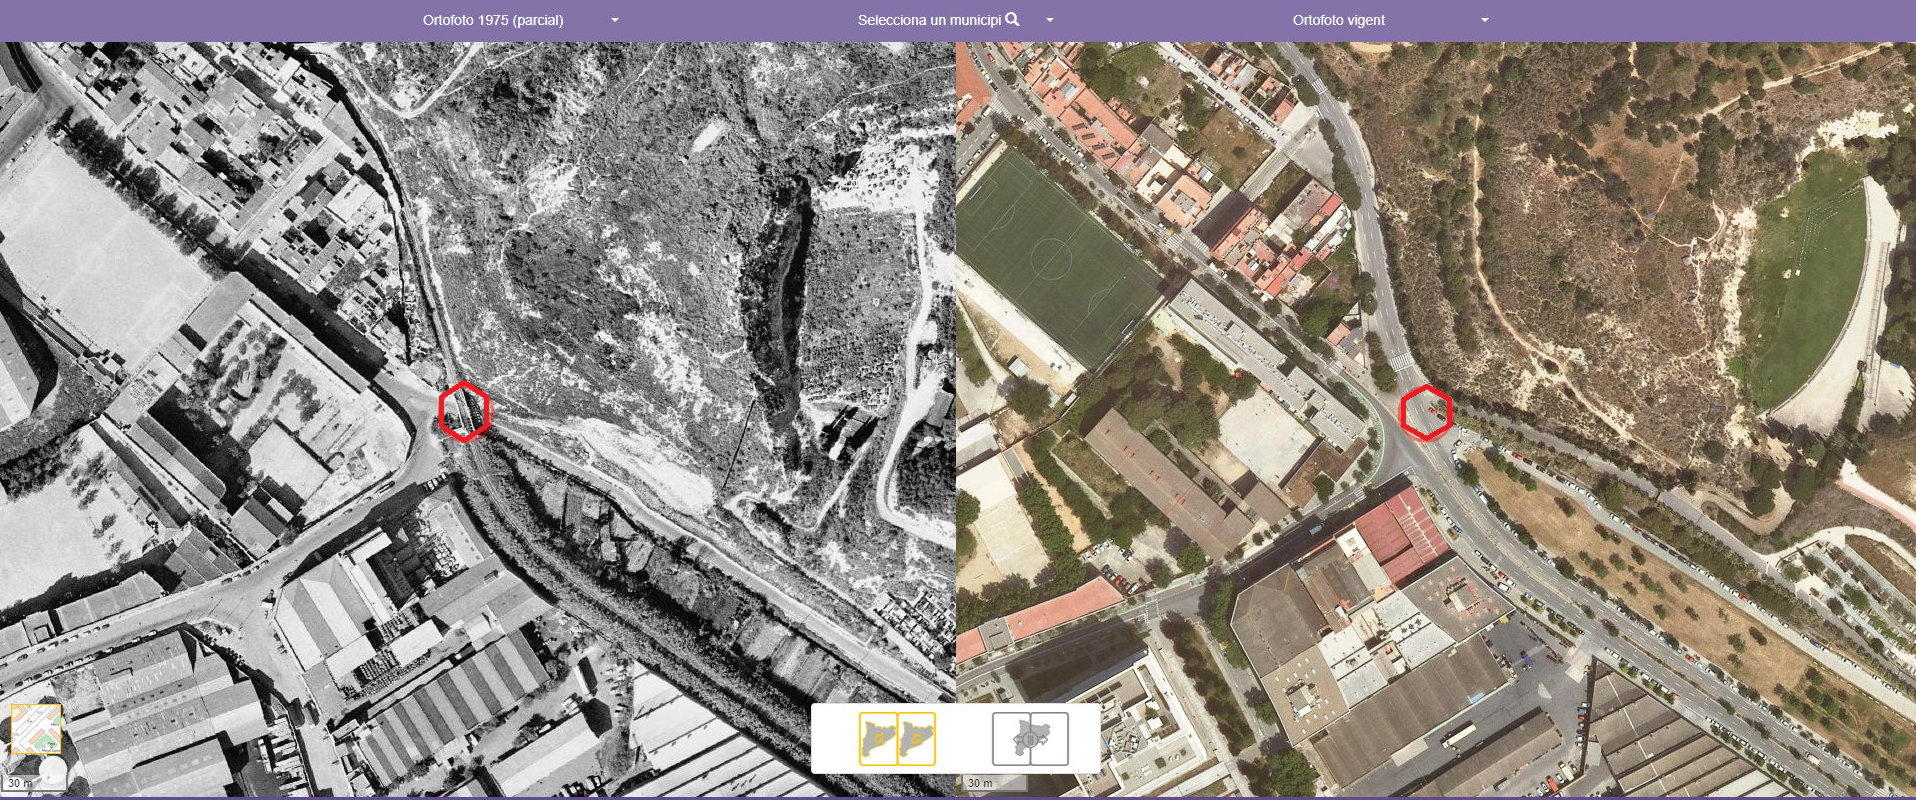 Ortofoto 1975 (parcial)
Selecciona un municipi
Ortofoto vigent
30 m
30 m